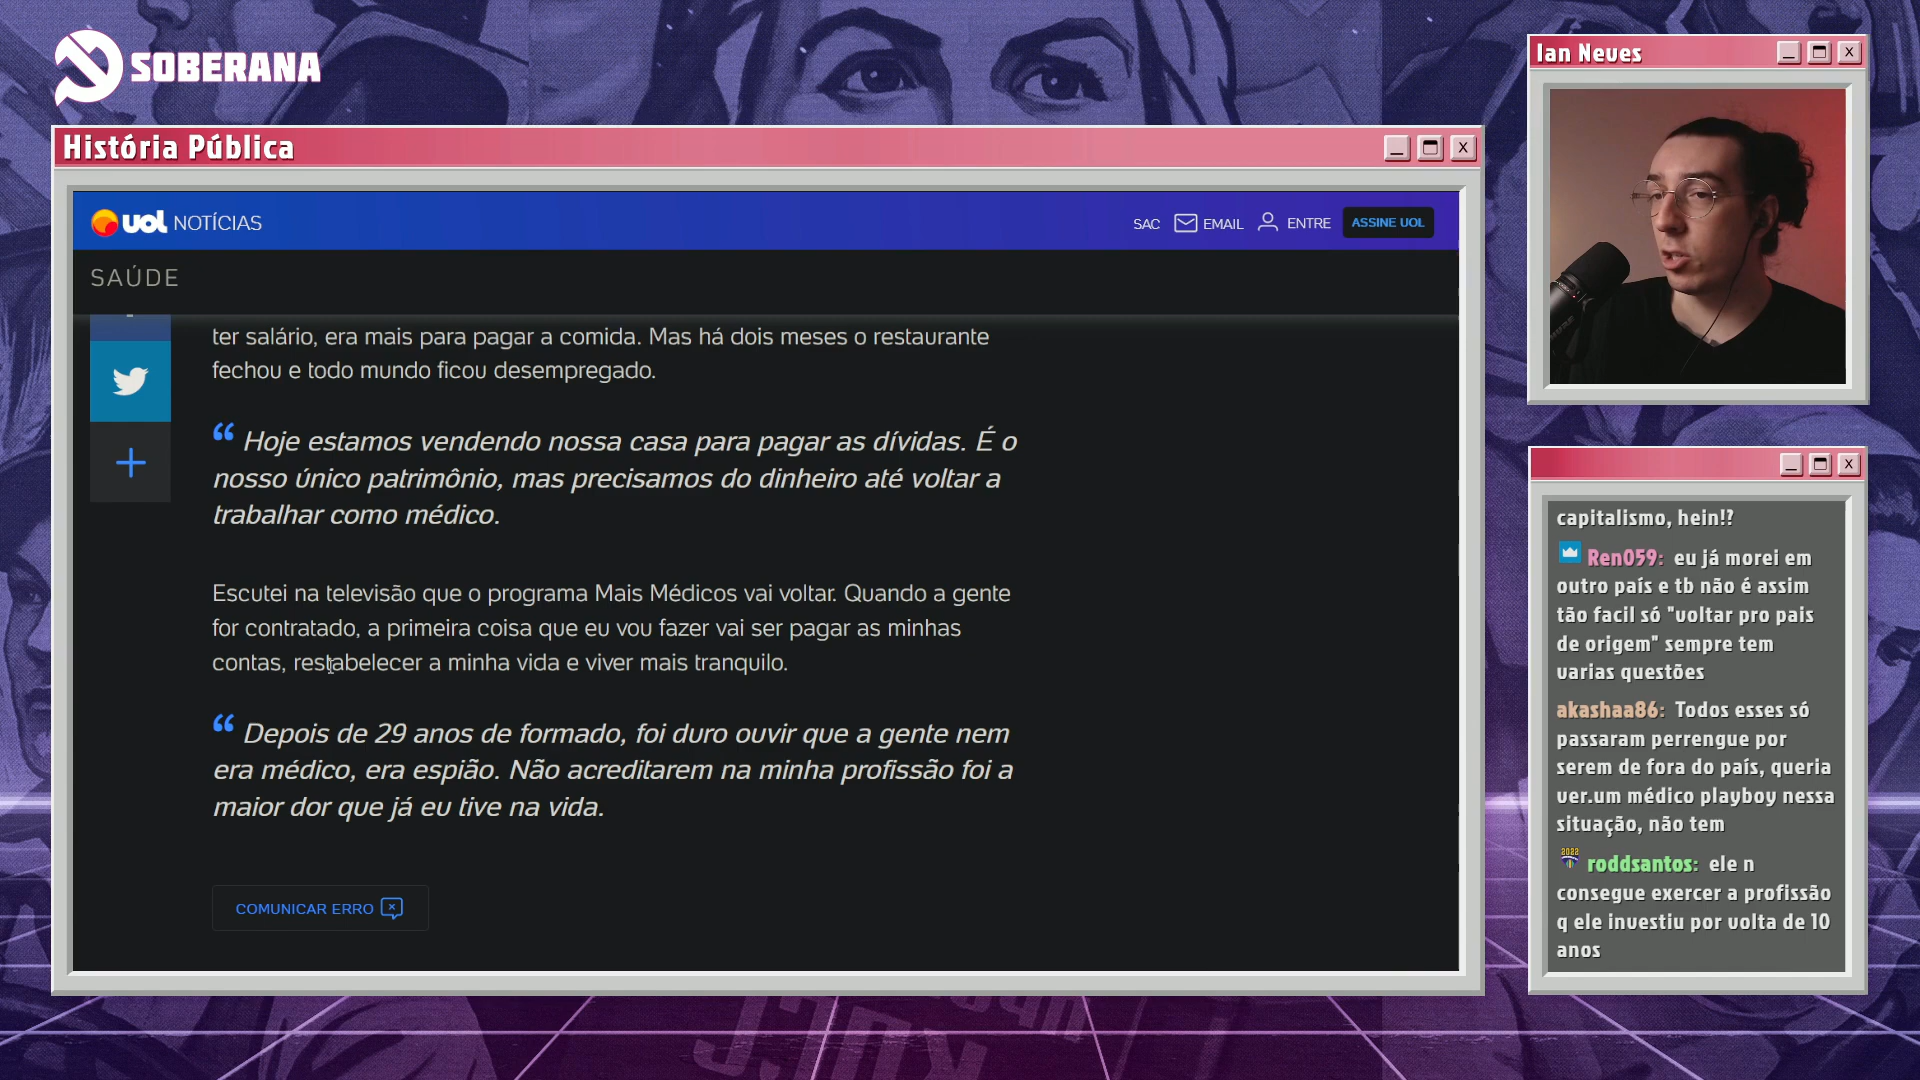 SOBERANA
História Pública
uol NOTÍCIAS
SAC EMAIL ENTRE ASSINE UOL
SAÚDE
ter salário, era mais para pagar a comida. Mas há dois meses o restaurante
fechou e todo mundo ficou desempregado.
“ Hoje estamos vendendo nossa casa para pagar as dívidas. É o
nosso único patrimônio, mas precisamos do dinheiro até voltar a
trabalhar como médico.
Escutei na televisão que o programa Mais Médicos vai voltar. Quando a gente
for contratado, a primeira coisa que eu vou fazer vai ser pagar as minhas
contas, restabelecer a minha vida e viver mais tranquilo.
“ Depois de 29 anos de formado, foi duro ouvir que a gente nem
era médico, era espião. Não acreditarem na minha profissão foi a
maior dor que já eu tive na vida.
COMUNICAR ERRO
Ian Neves
capitalismo, hein!?
Ren059: eu já morei em
outro país e tb não é assim
tão facil só "voltar pro pais
de origem" sempre tem
varias questões
akashaa86: Todos esses só
passaram perrengue por
serem de fora do país, queria
ver.um médico playboy nessa
situação, não tem
2022
roddsantos: ele n
consegue exercer a profissão
q ele investiu por volta de 10
anos